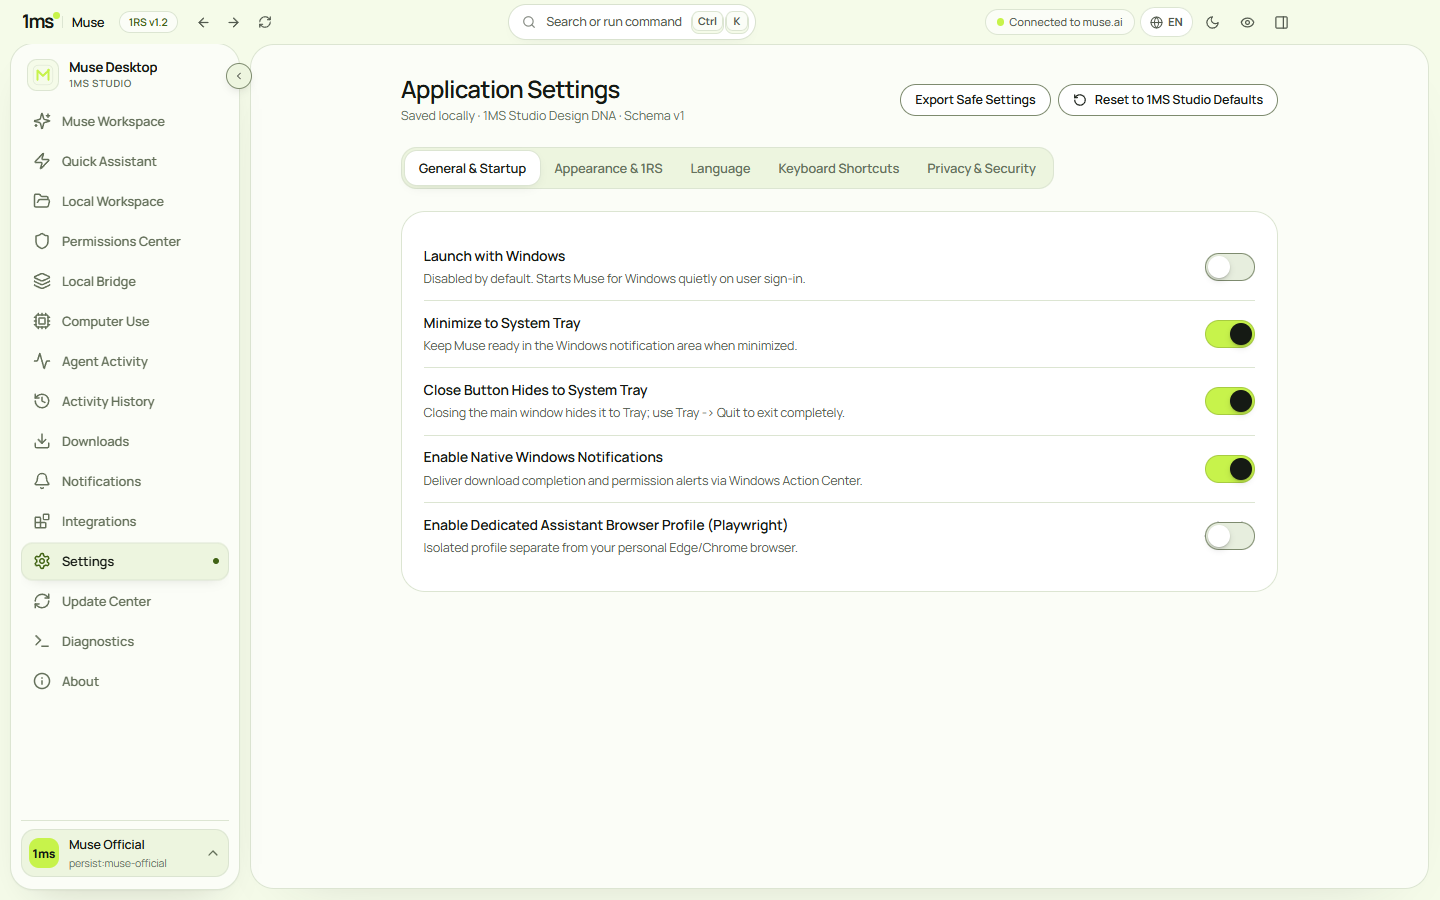 1ms Muse 1RS v1.2 Search or run command Ctrl K Connected to muse.ai EN
Muse Desktop
1MS STUDIO
Muse Workspace
Quick Assistant
Local Workspace
Permissions Center
Local Bridge
Computer Use
Agent Activity
Activity History
Downloads
Notifications
Integrations
Settings
Update Center
Diagnostics
About
1ms Muse Official
persist:muse-official
Application Settings
Saved locally · 1MS Studio Design DNA · Schema v1
Export Safe Settings Reset to 1MS Studio Defaults
General & Startup Appearance & 1RS Language Keyboard Shortcuts Privacy & Security
Launch with Windows
Disabled by default. Starts Muse for Windows quietly on user sign-in.
Minimize to System Tray
Keep Muse ready in the Windows notification area when minimized.
Close Button Hides to System Tray
Closing the main window hides it to Tray; use Tray -> Quit to exit completely.
Enable Native Windows Notifications
Deliver download completion and permission alerts via Windows Action Center.
Enable Dedicated Assistant Browser Profile (Playwright)
Isolated profile separate from your personal Edge/Chrome browser.